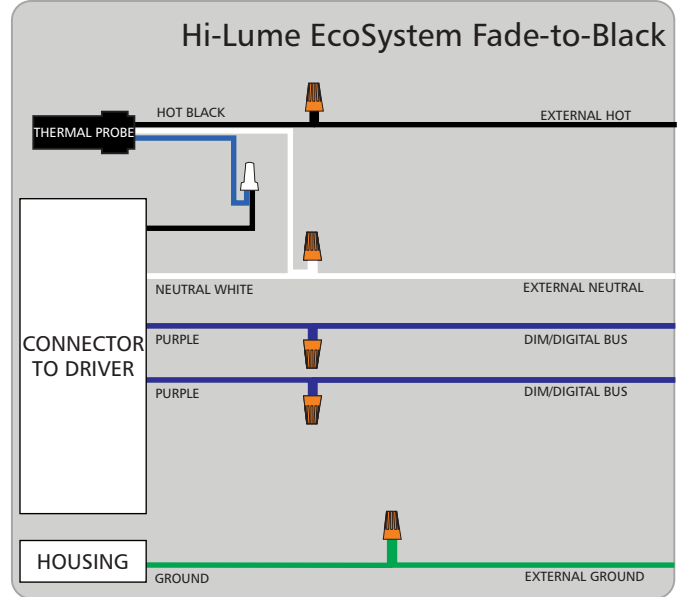 Hi-Lume EcoSystem Fade-to-Black
HOT BLACK
EXTERNAL HOT
THERMAL PROBE
NEUTRAL WHITE
EXTERNAL NEUTRAL
PURPLE
DIM/DIGITAL BUS
CONNECTOR
TO DRIVER
PURPLE
DIM/DIGITAL BUS
HOUSING
GROUND
EXTERNAL GROUND